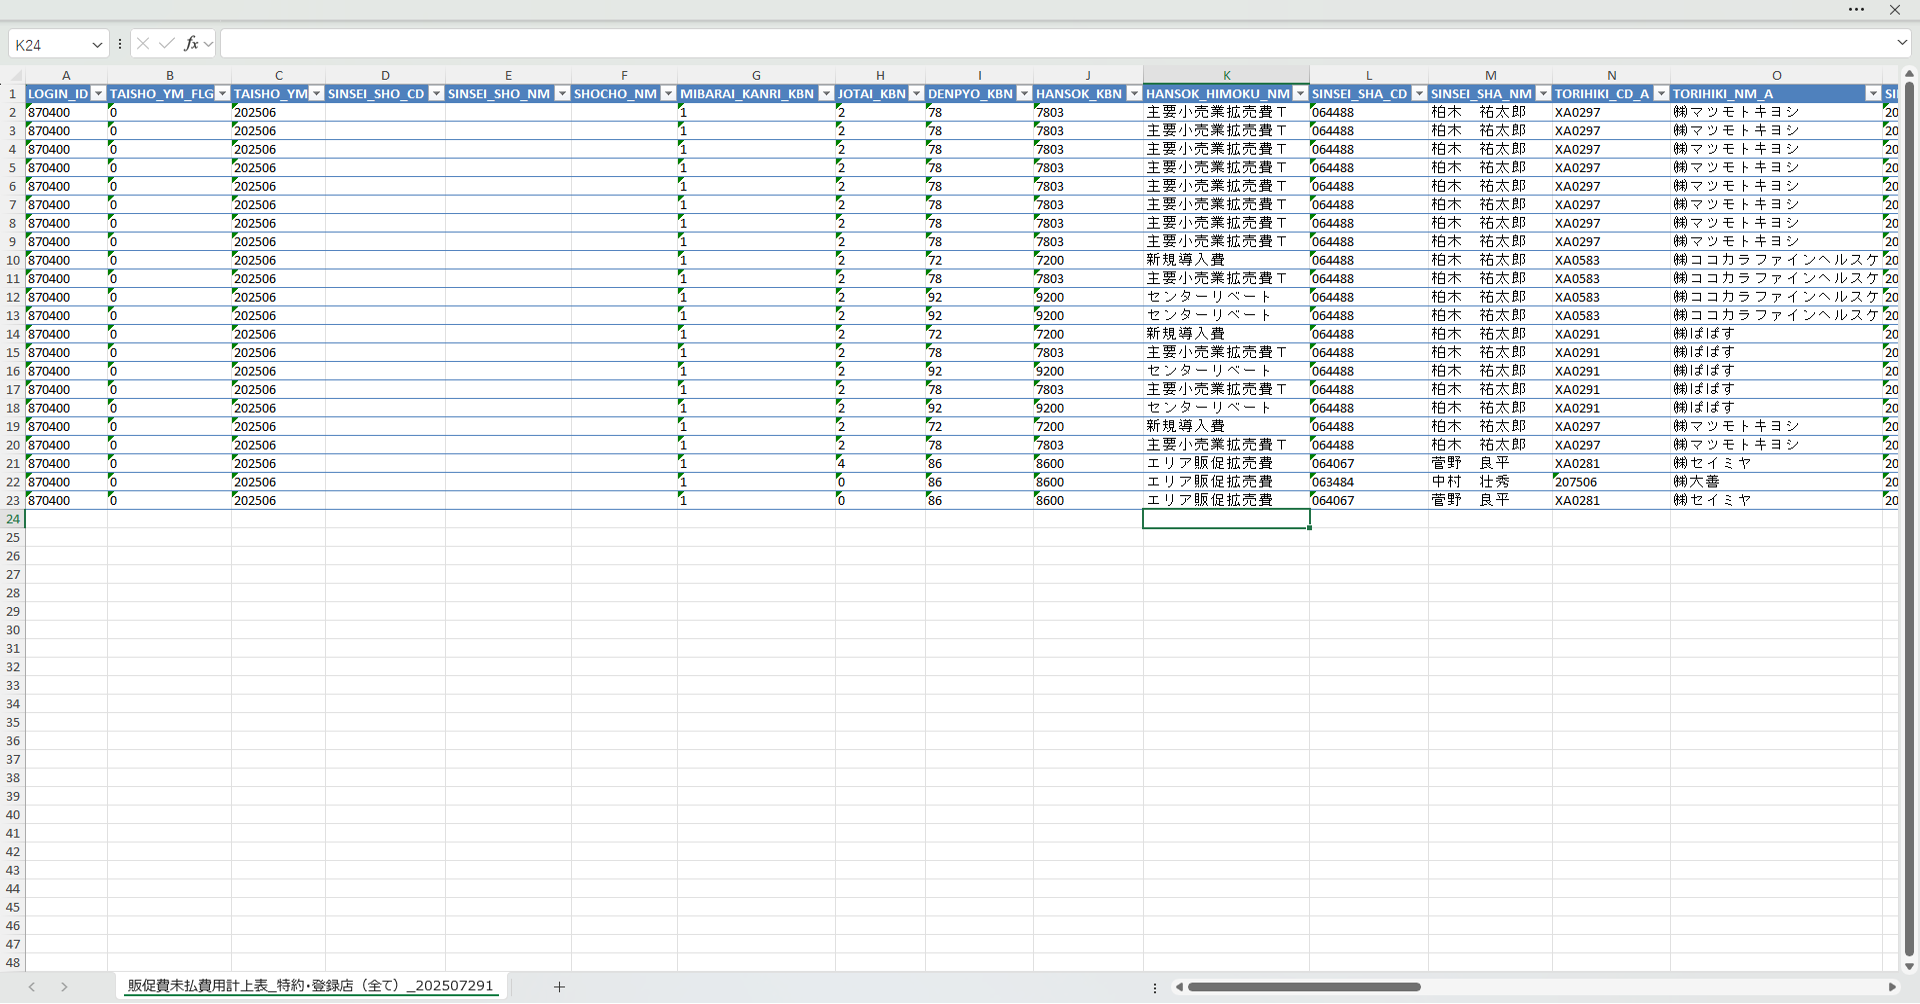 K24
fx
A B C D E F G H I J K L M N O
1 LOGIN_ID TAISHO_YM_FLG TAISHO_YM SINSEI_SHO_CD SINSEI_SHO_NM SHOCHO_NM MIBARAI_KANRI_KBN JOTAI_KBN DENPYO_KBN HANSOK_KBN HANSOK_HIMOKU_NM SINSEI_SHA_CD SINSEI_SHA_NM TORIHIKI_CD_A TORIHIKI_NM_A SI
2 870400 0 202506 1 2 78 7803 主要小売業拡売費T 064488 柏木　祐太郎 XA0297 ㈱マツモトキヨシ 20
3 870400 0 202506 1 2 78 7803 主要小売業拡売費T 064488 柏木　祐太郎 XA0297 ㈱マツモトキヨシ 20
4 870400 0 202506 1 2 78 7803 主要小売業拡売費T 064488 柏木　祐太郎 XA0297 ㈱マツモトキヨシ 20
5 870400 0 202506 1 2 78 7803 主要小売業拡売費T 064488 柏木　祐太郎 XA0297 ㈱マツモトキヨシ 20
6 870400 0 202506 1 2 78 7803 主要小売業拡売費T 064488 柏木　祐太郎 XA0297 ㈱マツモトキヨシ 20
7 870400 0 202506 1 2 78 7803 主要小売業拡売費T 064488 柏木　祐太郎 XA0297 ㈱マツモトキヨシ 20
8 870400 0 202506 1 2 78 7803 主要小売業拡売費T 064488 柏木　祐太郎 XA0297 ㈱マツモトキヨシ 20
9 870400 0 202506 1 2 78 7803 主要小売業拡売費T 064488 柏木　祐太郎 XA0297 ㈱マツモトキヨシ 20
10 870400 0 202506 1 2 72 7200 新規導入費 064488 柏木　祐太郎 XA0583 ㈱ココカラファインヘルスケ 20
11 870400 0 202506 1 2 78 7803 主要小売業拡売費T 064488 柏木　祐太郎 XA0583 ㈱ココカラファインヘルスケ 20
12 870400 0 202506 1 2 92 9200 センターリベート 064488 柏木　祐太郎 XA0583 ㈱ココカラファインヘルスケ 20
13 870400 0 202506 1 2 92 9200 センターリベート 064488 柏木　祐太郎 XA0583 ㈱ココカラファインヘルスケ 20
14 870400 0 202506 1 2 72 7200 新規導入費 064488 柏木　祐太郎 XA0291 ㈱ぱぱす 20
15 870400 0 202506 1 2 78 7803 主要小売業拡売費T 064488 柏木　祐太郎 XA0291 ㈱ぱぱす 20
16 870400 0 202506 1 2 92 9200 センターリベート 064488 柏木　祐太郎 XA0291 ㈱ぱぱす 20
17 870400 0 202506 1 2 78 7803 主要小売業拡売費T 064488 柏木　祐太郎 XA0291 ㈱ぱぱす 20
18 870400 0 202506 1 2 92 9200 センターリベート 064488 柏木　祐太郎 XA0291 ㈱ぱぱす 20
19 870400 0 202506 1 2 72 7200 新規導入費 064488 柏木　祐太郎 XA0297 ㈱マツモトキヨシ 20
20 870400 0 202506 1 2 78 7803 主要小売業拡売費T 064488 柏木　祐太郎 XA0297 ㈱マツモトキヨシ 20
21 870400 0 202506 1 4 86 8600 エリア販促拡売費 064067 菅野　良平 XA0281 ㈱セイミヤ 20
22 870400 0 202506 1 0 86 8600 エリア販促拡売費 063484 中村　壮秀 207506 ㈱大善 20
23 870400 0 202506 1 0 86 8600 エリア販促拡売費 064067 菅野　良平 XA0281 ㈱セイミヤ 20
24
25
26
27
28
29
30
31
32
33
34
35
36
37
38
39
40
41
42
43
44
45
46
47
48
販促費未払費用計上表_特約・登録店（全て）_202507291